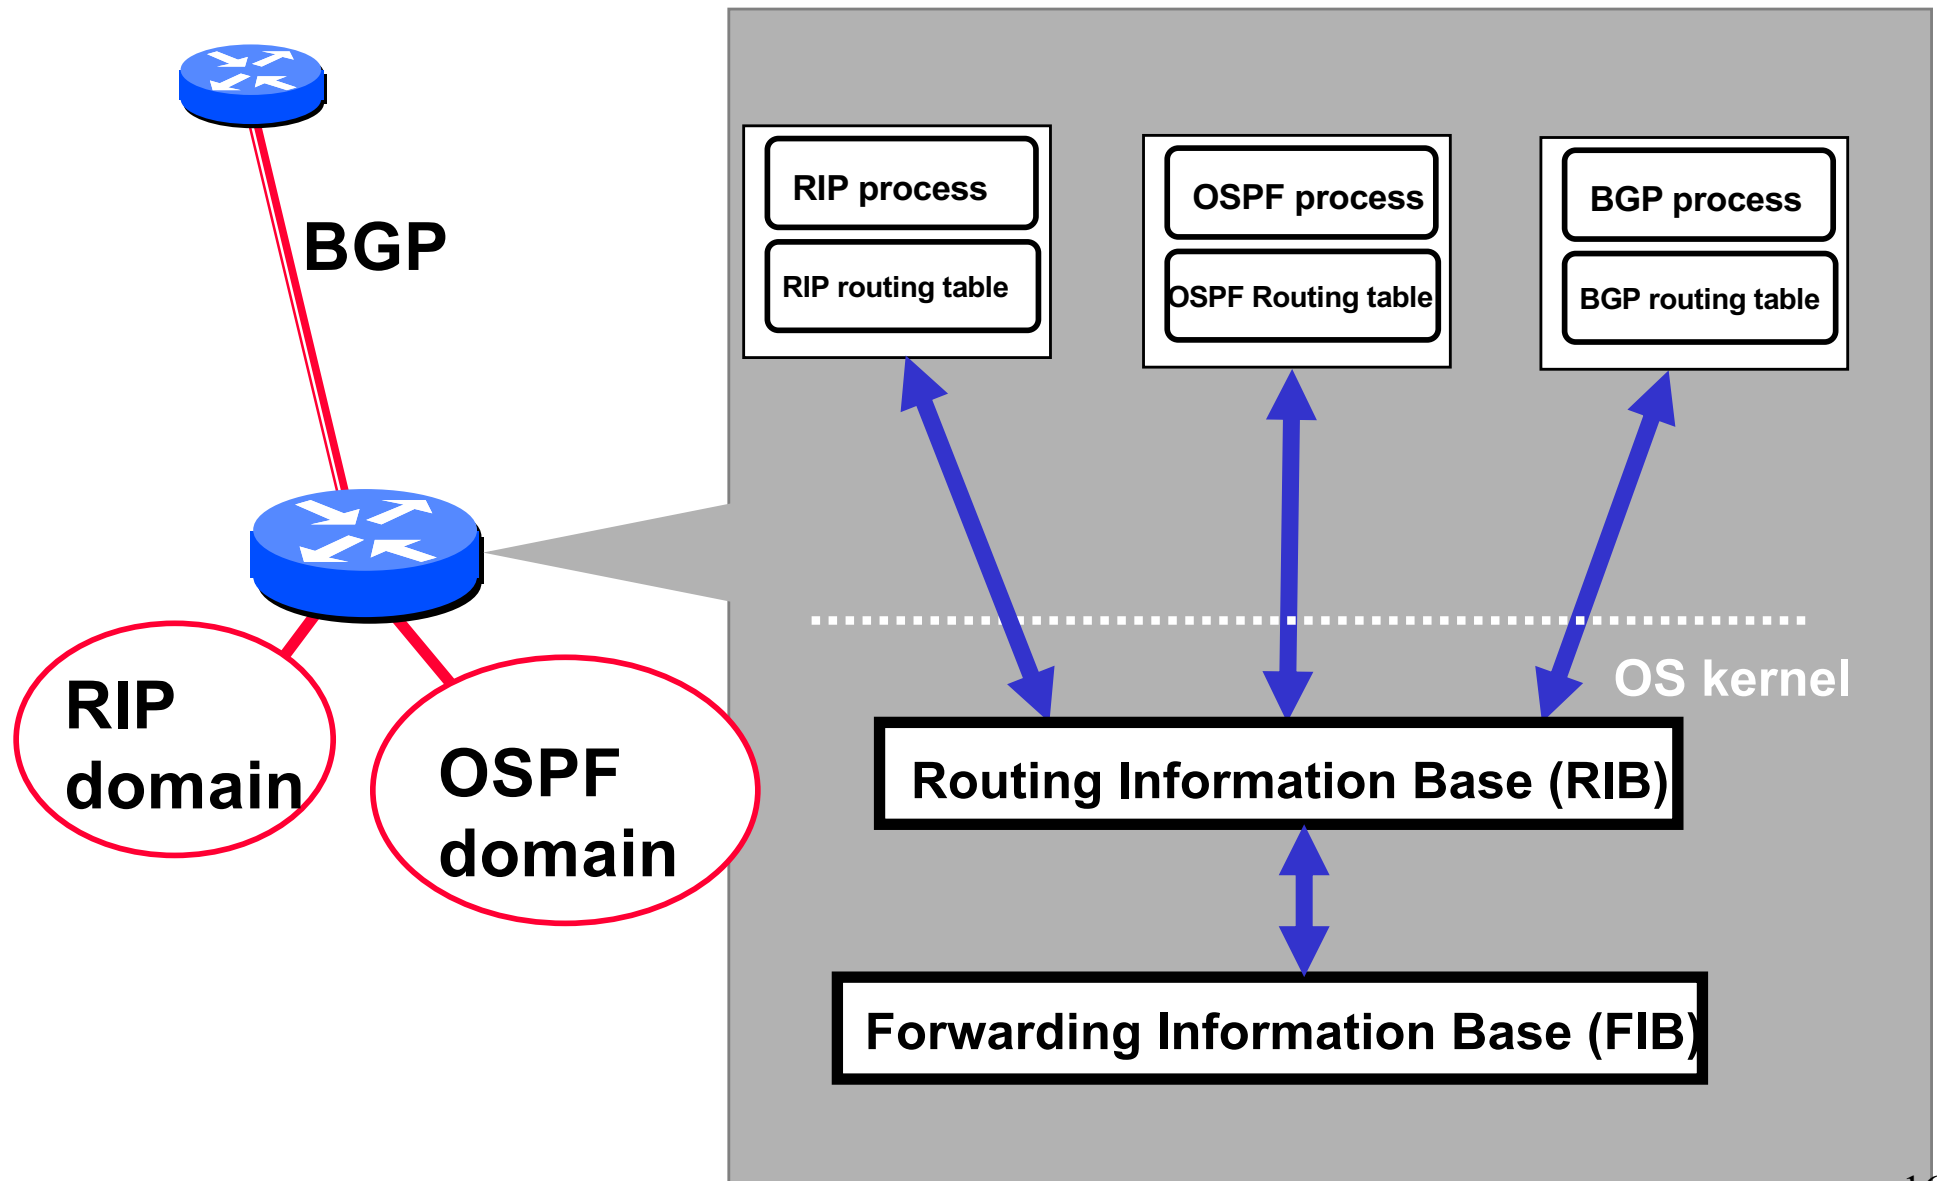 BGP
RIP
domain
OSPF
domain
RIP process
RIP routing table
OSPF process
OSPF Routing table
BGP process
BGP routing table
OS kernel
Routing Information Base (RIB)
Forwarding Information Base (FIB)